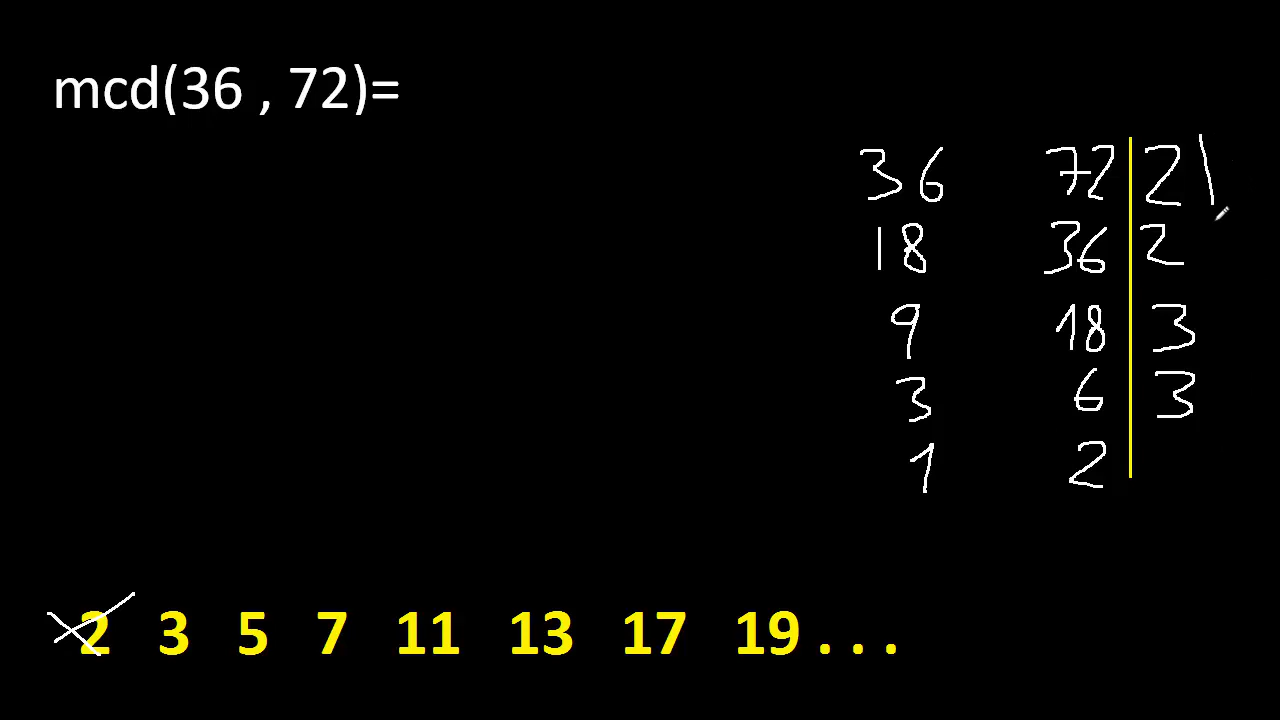 mcd(36 , 72)=
36 72 2
18 36 2
9 18 3
3 6 3
1 2
2 3 5 7 11 13 17 19 . . .